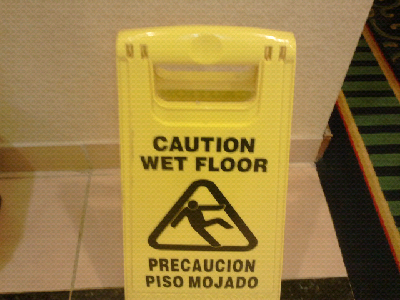 CAUTION
WET FLOOR
PRECAUCION
PISO MOJADO